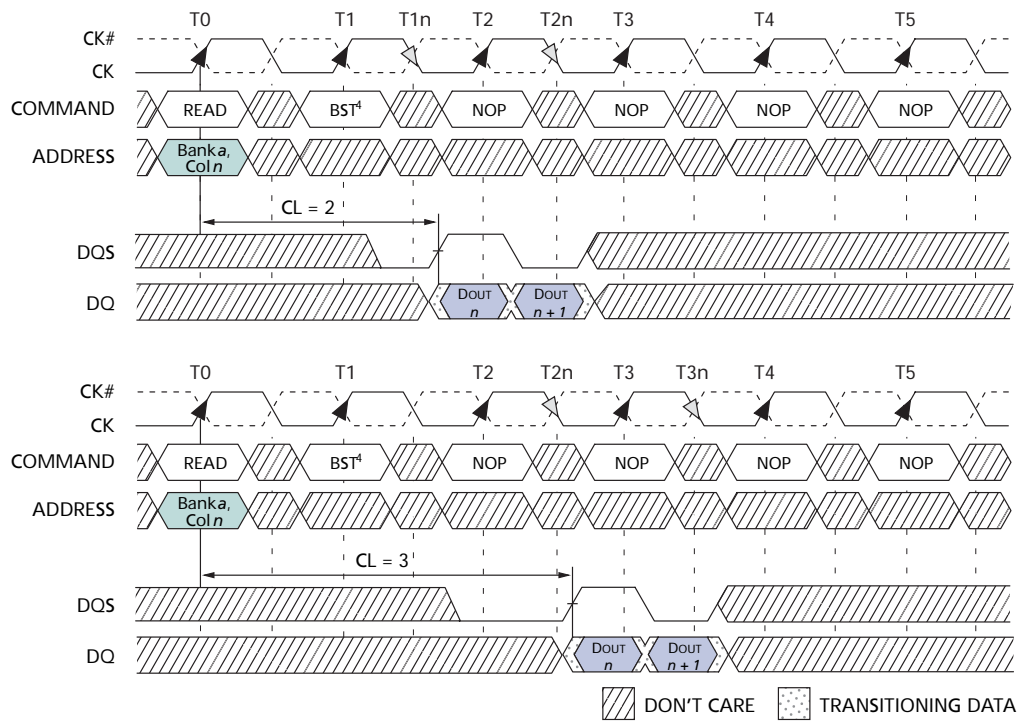 T0 T1 T1n T2 T2n T3 T4 T5
CK#
CK
COMMAND READ BST4 NOP NOP NOP NOP
ADDRESS Bank a,
Col n
CL = 2
DQS
DQ DOUT n DOUT n + 1
T0 T1 T2 T2n T3 T3n T4 T5
CK#
CK
COMMAND READ BST4 NOP NOP NOP NOP
ADDRESS Bank a,
Col n
CL = 3
DQS
DQ DOUT n DOUT n + 1
DON'T CARE TRANSITIONING DATA